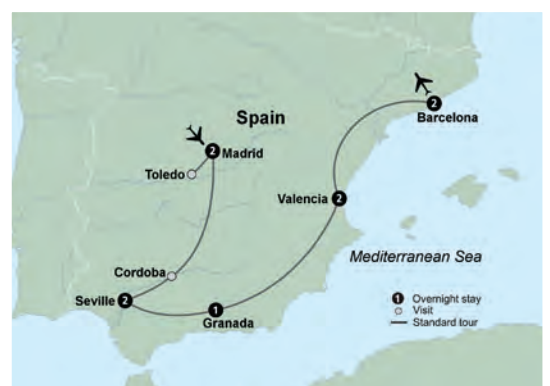 Spain
2
Barcelona
2 Madrid
Toledo
Valencia 2
Mediterranean Sea
Cordoba
Seville 2
1
Granada
1 Overnight stay
Visit
Standard tour